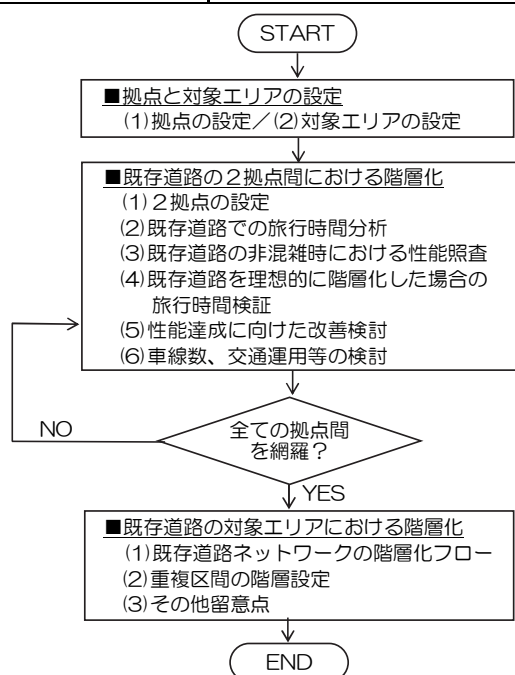 START
■拠点と対象エリアの設定
(1)拠点の設定／(2)対象エリアの設定
■既存道路の２拠点間における階層化
(1)２拠点の設定
(2)既存道路での旅行時間分析
(3)既存道路の非混雑時における性能照査
(4)既存道路を理想的に階層化した場合の
旅行時間検証
(5)性能達成に向けた改善検討
(6)車線数、交通運用等の検討
全ての拠点間
を網羅？
NO
YES
■既存道路の対象エリアにおける階層化
(1)既存道路ネットワークの階層化フロー
(2)重複区間の階層設定
(3)その他留意点
END